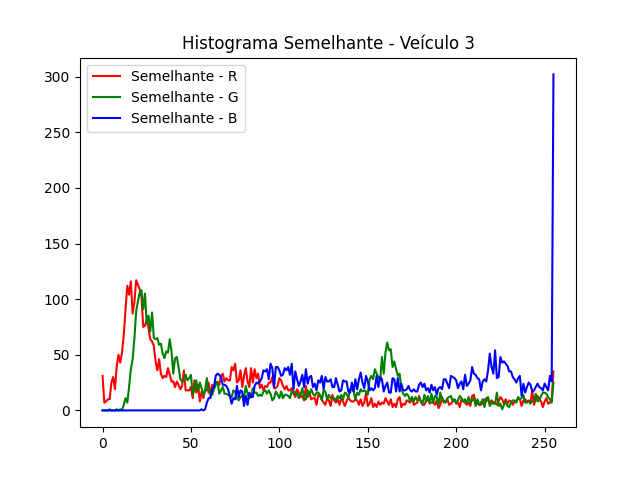 Histograma Semelhante - Veículo 3
Semelhante - R
Semelhante - G
Semelhante - B
300
250
200
150
100
50
0
0 50 100 150 200 250